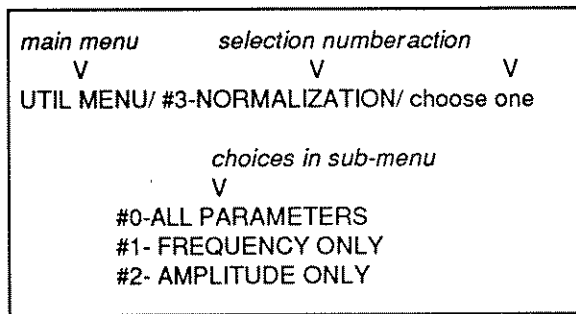 main menu selection numberaction
V V V
UTIL MENU/ #3-NORMALIZATION/ choose one
choices in sub-menu
V
#0-ALL PARAMETERS
#1- FREQUENCY ONLY
#2- AMPLITUDE ONLY